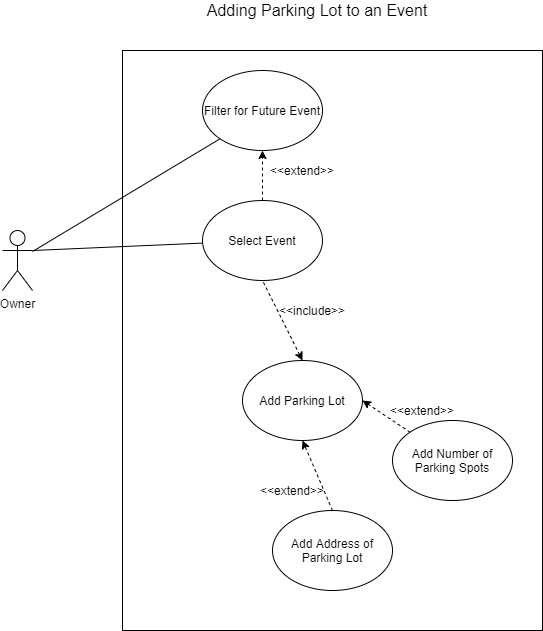 Adding Parking Lot to an Event
Filter for Future Event
<<extend>>
Select Event
Owner
<<include>>
Add Parking Lot
<<extend>>
Add Number of
Parking Spots
<<extend>>
Add Address of
Parking Lot